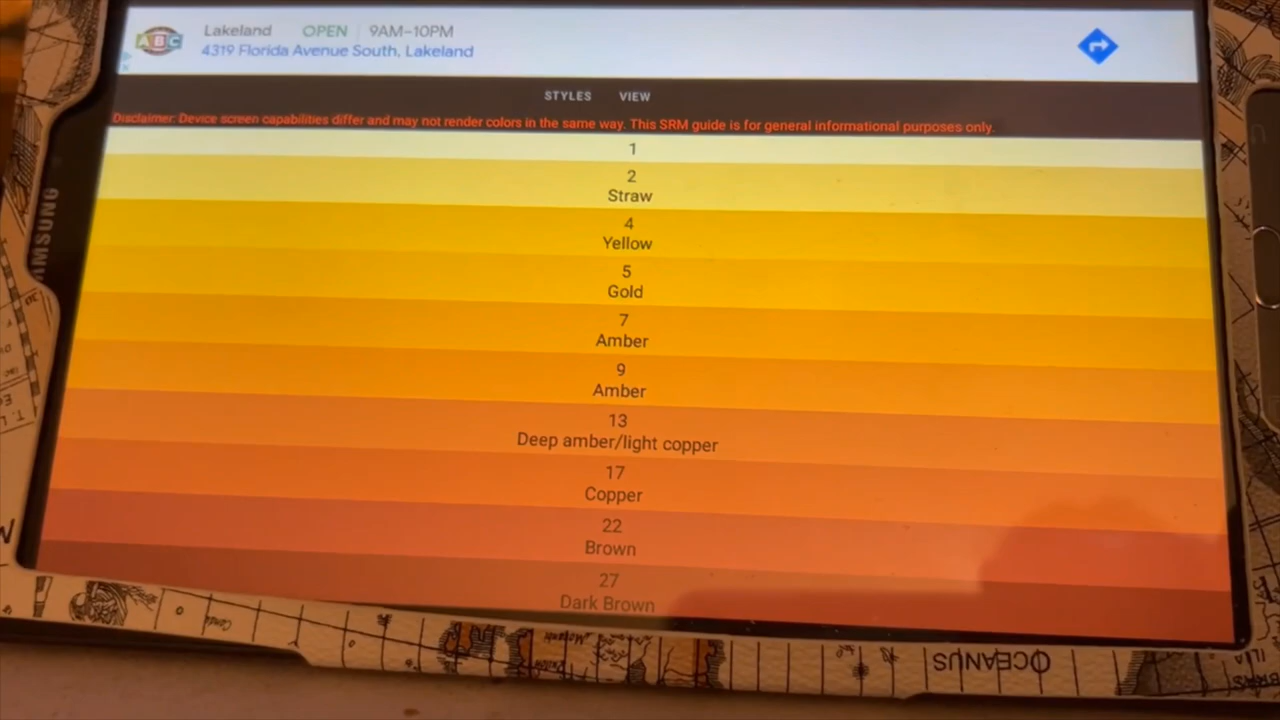 ABC
Lakeland OPEN 9AM–10PM
4319 Florida Avenue South, Lakeland
STYLES VIEW
Disclaimer: Device screen capabilities differ and may not render colors in the same way. This SRM guide is for general informational purposes only.
1
2
Straw
4
Yellow
5
Gold
7
Amber
9
Amber
13
Deep amber/light copper
17
Copper
22
Brown
27
Dark Brown
AMSUNG
OCEANUS